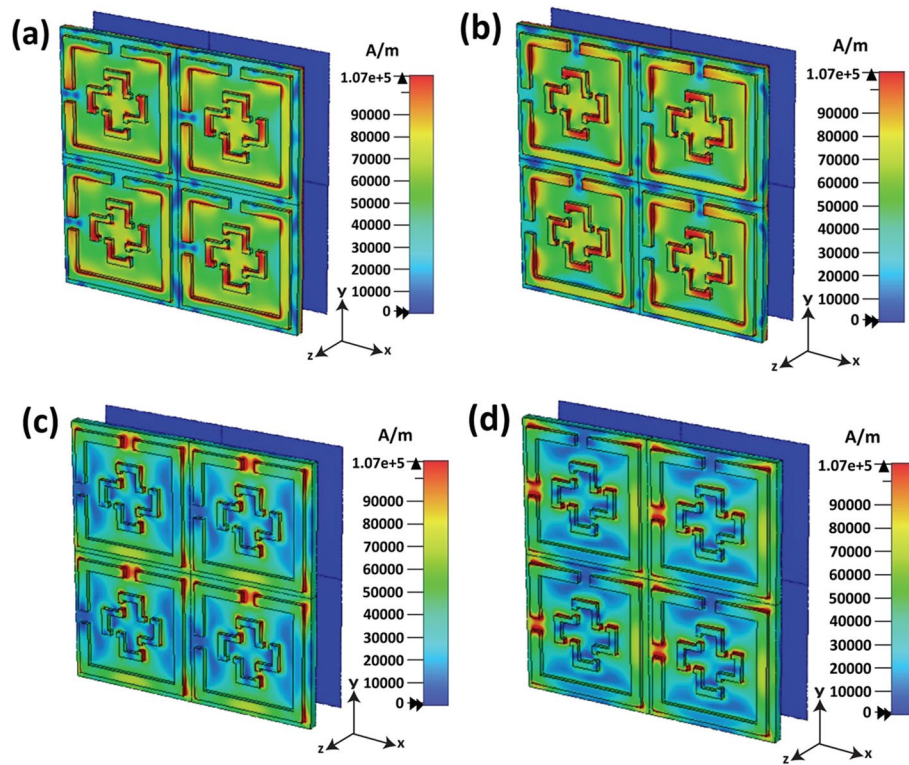 (a)
A/m
1.07e+5
90000
80000
70000
60000
50000
40000
30000
20000
10000
0
y
z
x
(b)
A/m
1.07e+5
90000
80000
70000
60000
50000
40000
30000
20000
10000
0
y
z
x
(c)
A/m
1.07e+5
90000
80000
70000
60000
50000
40000
30000
20000
10000
0
y
z
x
(d)
A/m
1.07e+5
90000
80000
70000
60000
50000
40000
30000
20000
10000
0
y
z
x